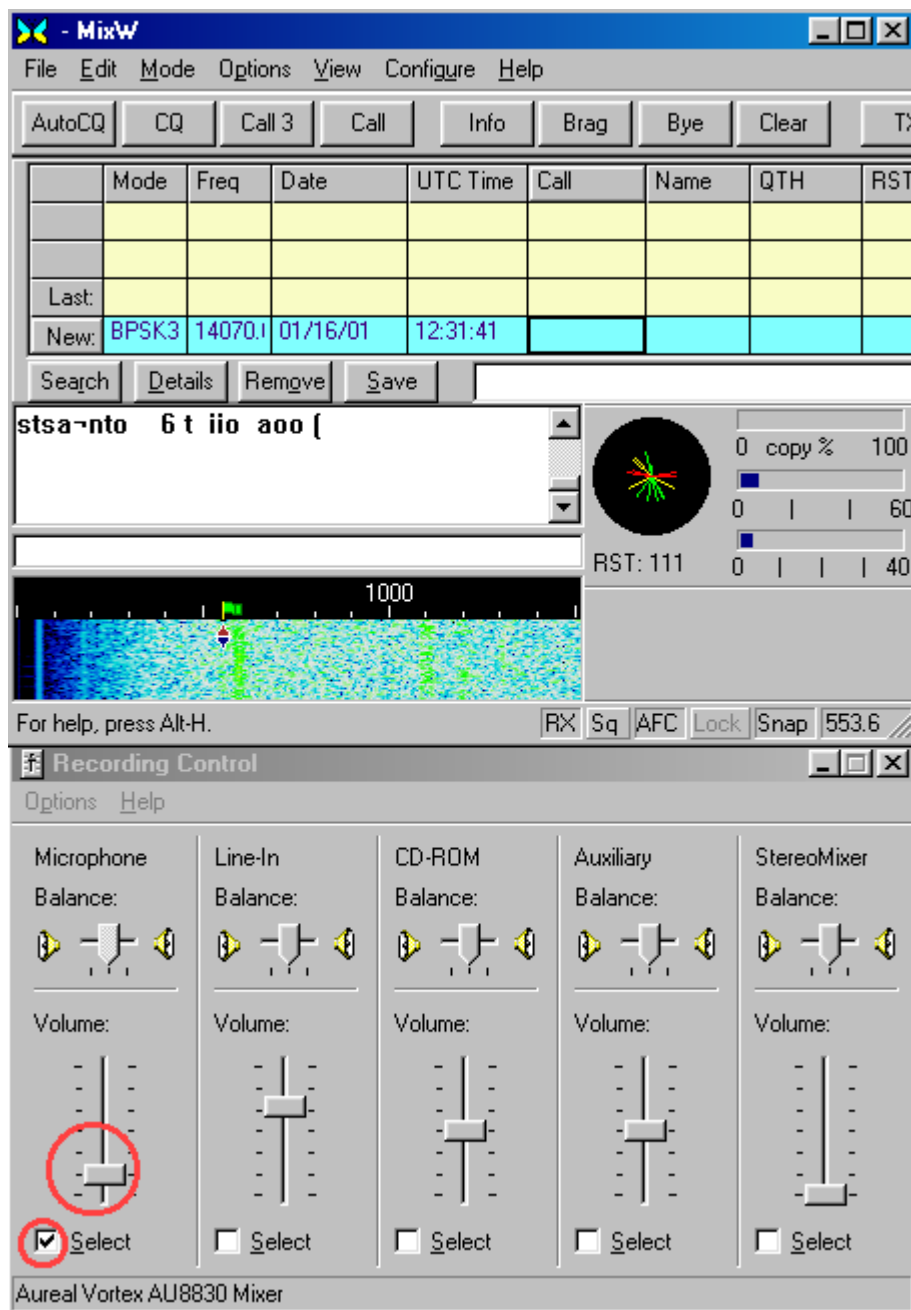 - MixW
File Edit Mode Options View Configure Help
AutoCQ CQ Call 3 Call Info Brag Bye Clear
Mode Freq Date UTC Time Call Name QTH RST
Last:
New: BPSK3 14070. 01/16/01 12:31:41
Search Details Remove Save
stsa¬nto 6 t iio aoo [
0 copy % 100
0 | | 60
RST: 111 0 | | | 40
1000
For help, press Alt-H. RX Sq AFC Lock Snap 553.6
Recording Control
Options Help
Microphone Line-In CD-ROM Auxiliary StereoMixer
Balance: Balance: Balance: Balance: Balance:
Volume: Volume: Volume: Volume: Volume:
Select Select Select Select Select
Aureal Vortex AU8830 Mixer